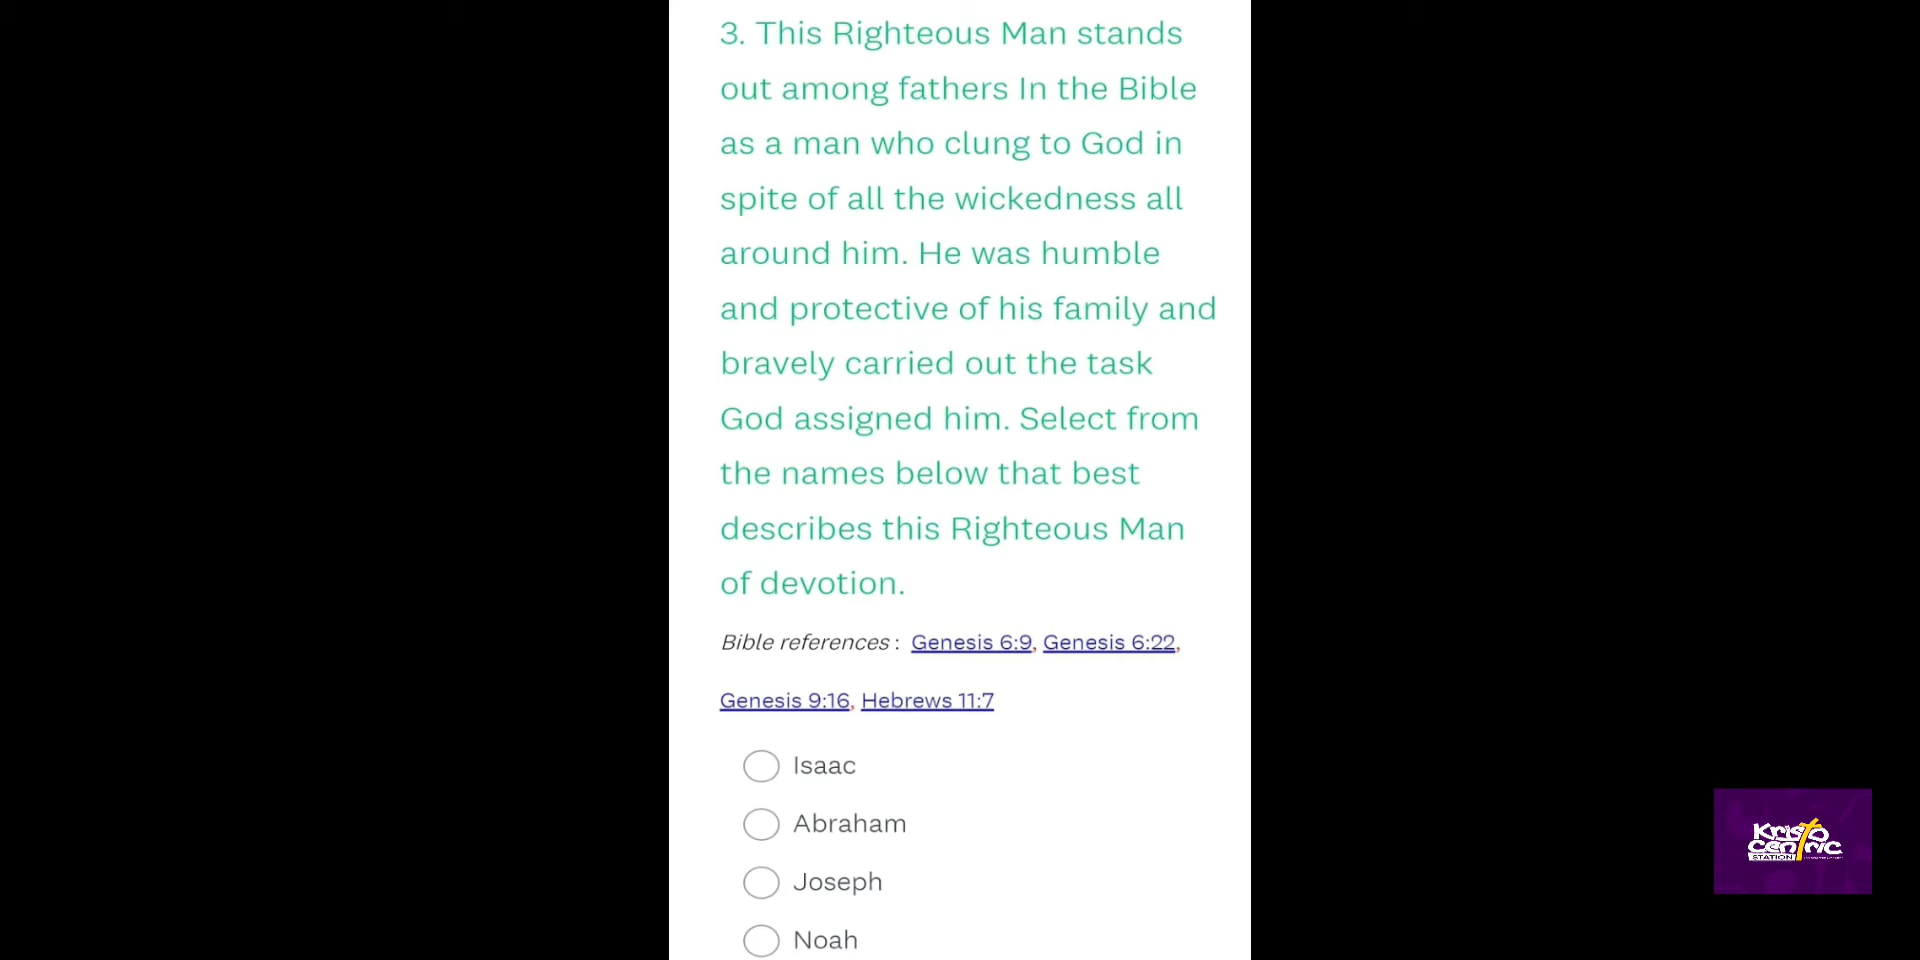 3. This Righteous Man stands
out among fathers In the Bible
as a man who clung to God in
spite of all the wickedness all
around him. He was humble
and protective of his family and
bravely carried out the task
God assigned him. Select from
the names below that best
describes this Righteous Man
of devotion.
Bible references : Genesis 6:9, Genesis 6:22,
Genesis 9:16, Hebrews 11:7
Isaac
Abraham
Joseph
Noah
Kristo
Centric
STATION